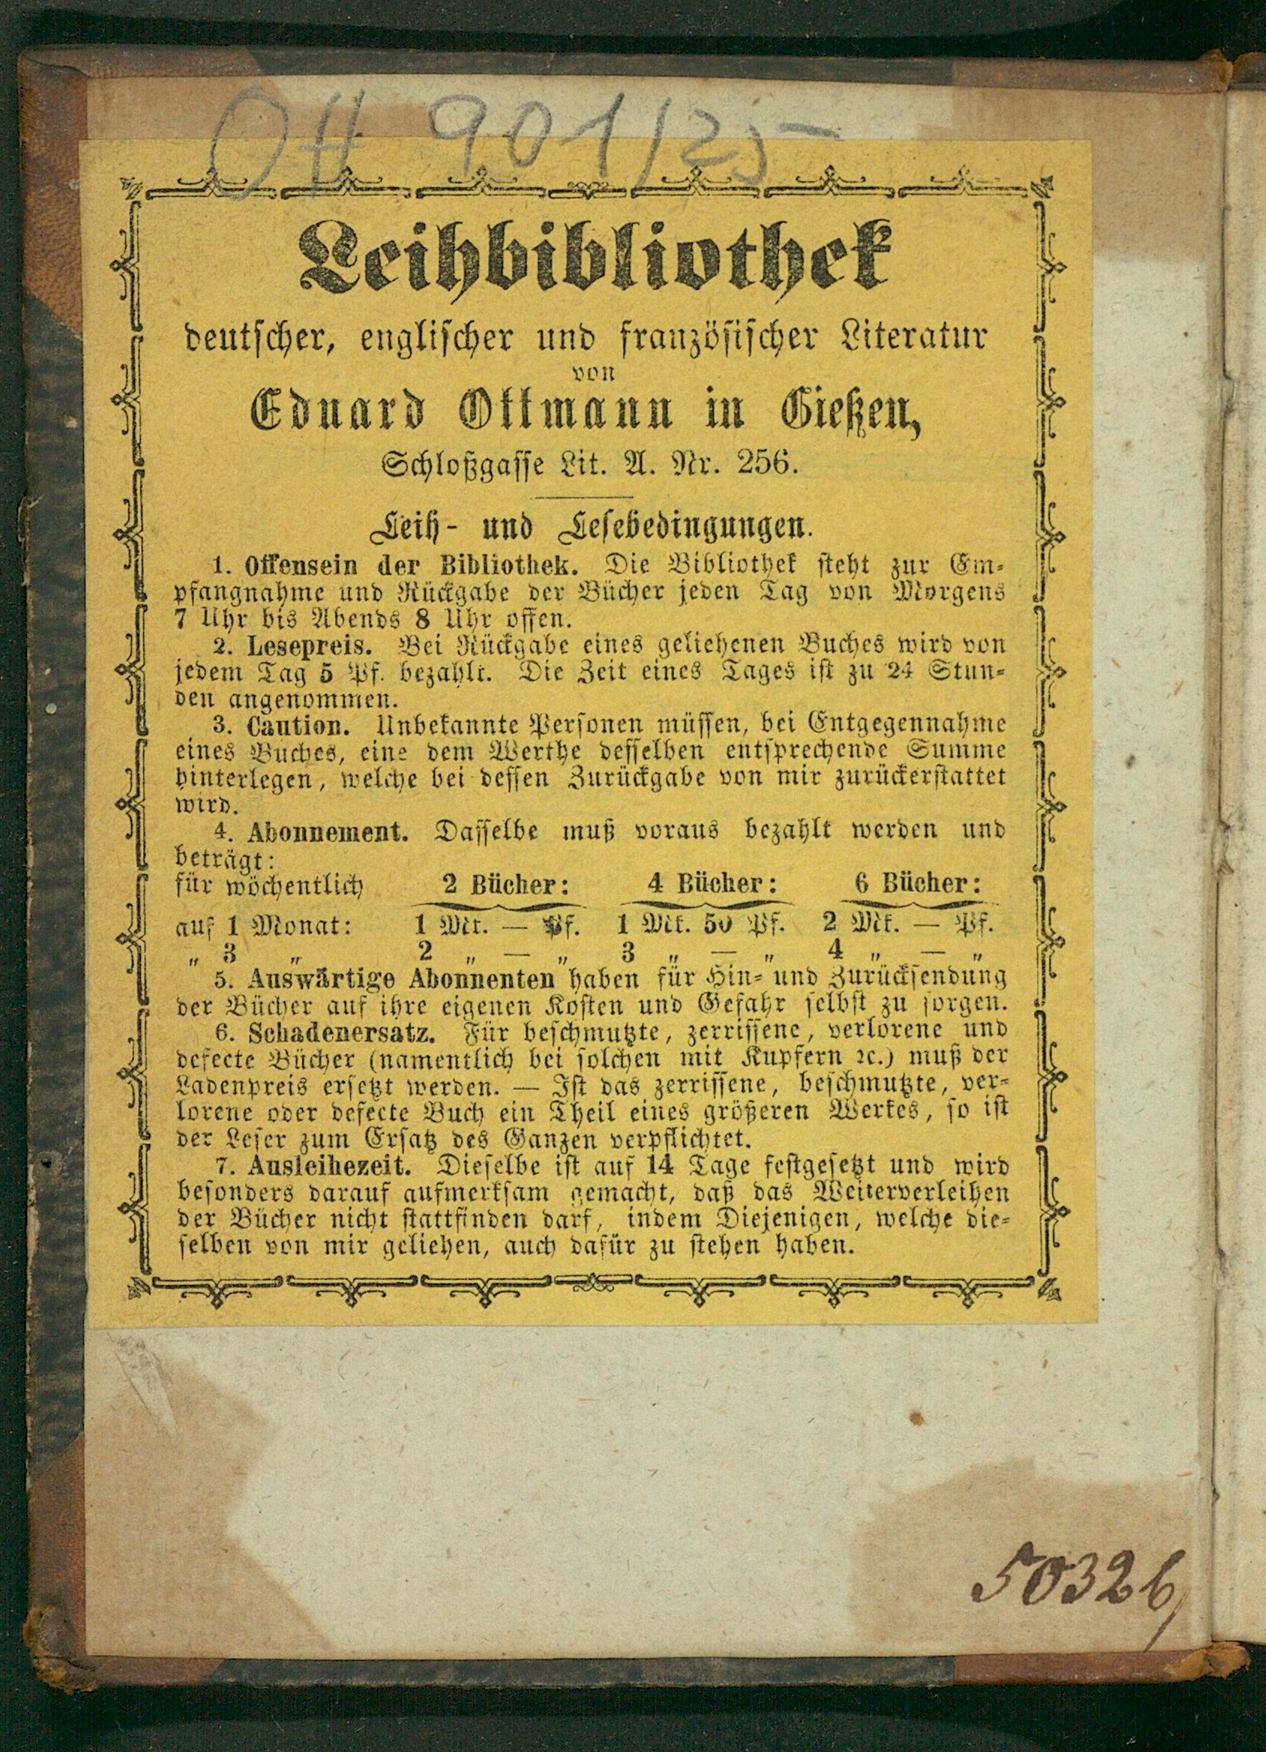 OH 901/25
Leihbibliothek
deutscher, englischer und französischer Literatur
von
Eduard Ottmann in Gießen,
Schloßgasse Lit. A. Nr. 256.
Leih- und Lesebedingungen.
1. Offensein der Bibliothek. Die Bibliothek steht zur Em-
pfangnahme und Rückgabe der Bücher jeden Tag von Morgens
7 Uhr bis Abends 8 Uhr offen.
2. Lesepreis. Bei Rückgabe eines geliehenen Buches wird von
jedem Tag 5 Pf. bezahlt. Die Zeit eines Tages ist zu 24 Stun-
den angenommen.
3. Caution. Unbekannte Personen müssen, bei Entgegennahme
eines Buches, eine dem Werthe desselben entsprechende Summe
hinterlegen, welche bei dessen Zurückgabe von mir zurückerstattet
wird.
4. Abonnement. Dasselbe muß voraus bezahlt werden und
beträgt:
für wöchentlich 2 Bücher: 4 Bücher: 6 Bücher:
auf 1 Monat: 1 Mk. — Pf. 1 Mk. 50 Pf. 2 Mk. — Pf.
„ 3 „ 2 „ — „ 3 „ — „ 4 „ — „
5. Auswärtige Abonnenten haben für Hin- und Zurücksendung
der Bücher auf ihre eigenen Kosten und Gefahr selbst zu sorgen.
6. Schadenersatz. Für beschmutzte, zerrissene, verlorene und
defecte Bücher (namentlich bei solchen mit Kupfern ꝛc.) muß der
Ladenpreis ersetzt werden. — Ist das zerrissene, beschmutzte, ver-
lorene oder defecte Buch ein Theil eines größeren Werkes, so ist
der Leser zum Ersatz des Ganzen verpflichtet.
7. Ausleihezeit. Dieselbe ist auf 14 Tage festgesetzt und wird
besonders darauf aufmerksam gemacht, daß das Weiterverleihen
der Bücher nicht stattfinden darf, indem Diejenigen, welche die-
selben von mir geliehen, auch dafür zu stehen haben.
50326